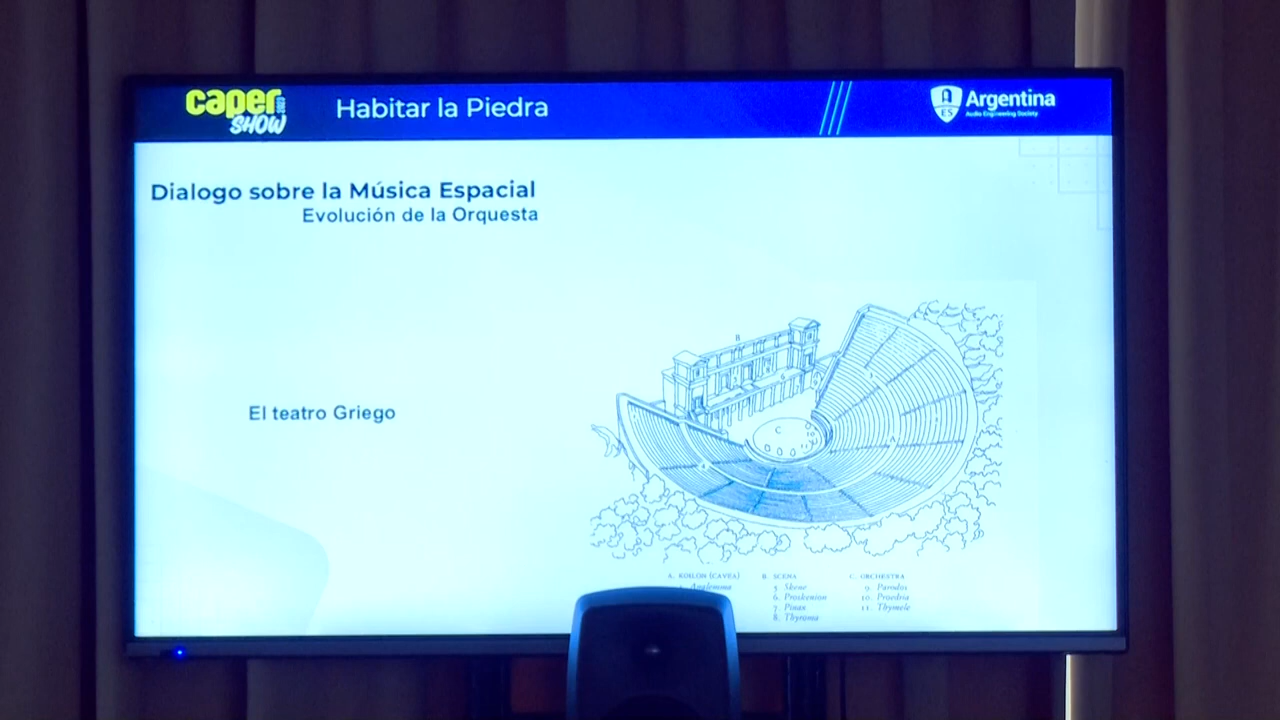 caper
SHOW
Habitar la Piedra
Argentina
Audio Engineering Society
AES
Dialogo sobre la Música Espacial
Evolución de la Orquesta
El teatro Griego
B
C
A
A. KOILON (CAVEA)
Analemma
B. SCENA
5. Skene
6. Proskenion
7. Pinax
8. Thyroma
C. ORCHESTRA
9. Parodos
10. Proedria
11. Thymele